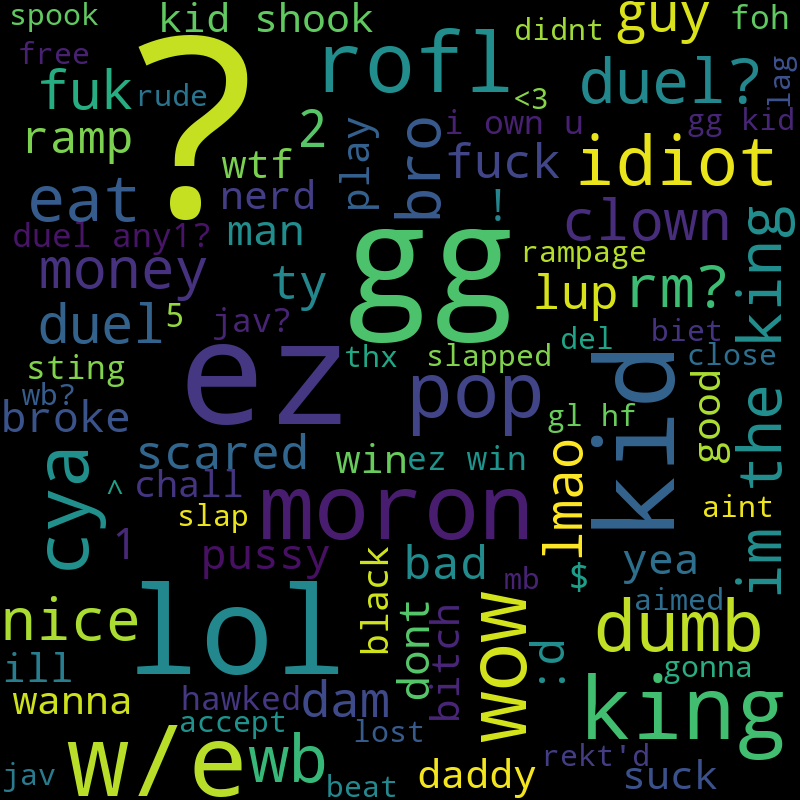 spook
kid shook
didnt
guy
foh
free
?
rofl
duel?
lag
fuk
rude
<3
ramp
2
play
bro
i own u
gg kid
wtf
fuck
idiot
eat
nerd
!
clown
duel any1?
man
gg
rampage
im the king
money
ty
lup
rm?
duel
5
jav?
del
biet
ez
thx
slapped
kid
close
sting
wb?
pop
good
broke
gl hf
scared
win
ez win
lmao
cya
^
chall
moron
aint
slap
1
pussy
black
bad
mb
$
yea
lol
aimed
nice
dont
bitch
wow
:d
dumb
ill
gonna
wanna
hawked
dam
king
accept
lost
w/e
wb
rekt'd
jav
beat
daddy
suck